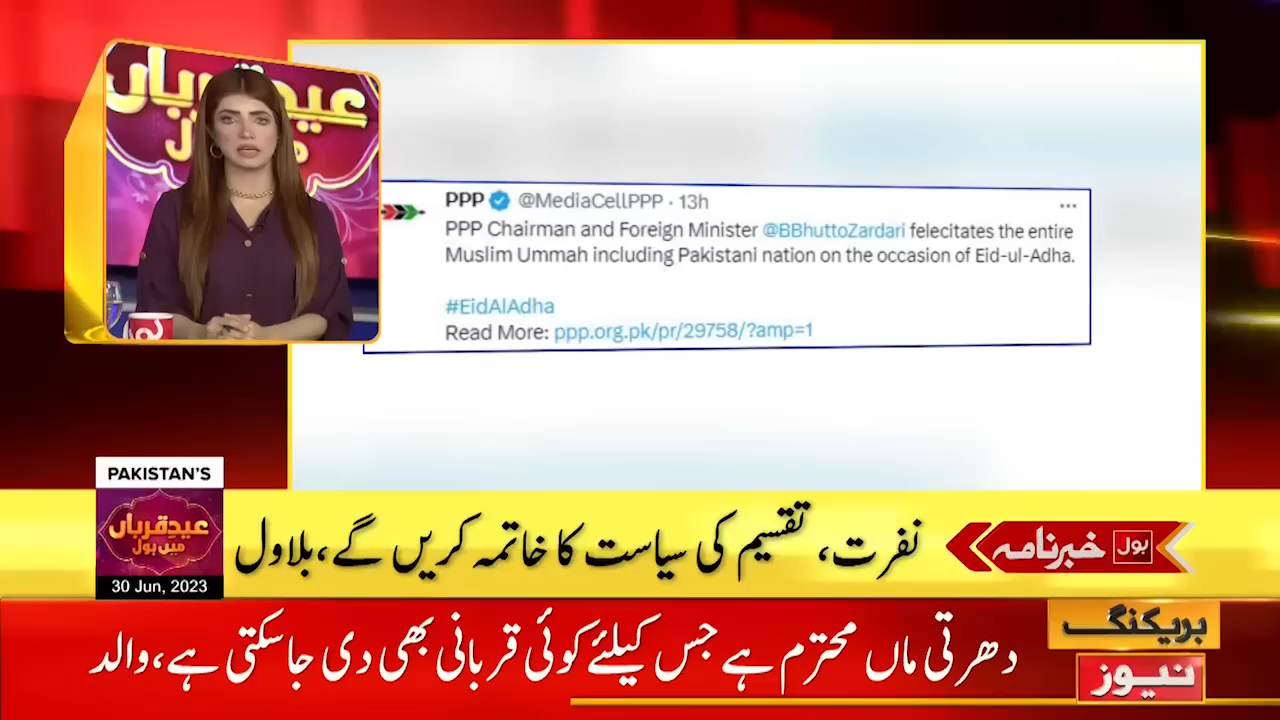 عیدِ قرباں
PPP @MediaCellPPP · 13h
PPP Chairman and Foreign Minister @BBhuttoZardari felecitates the entire
Muslim Ummah including Pakistani nation on the occasion of Eid-ul-Adha.
#EidAlAdha
Read More: ppp.org.pk/pr/29758/?amp=1
PAKISTAN'S
عیدِ قرباں
میں بول
30 Jun, 2023
بول خبرنامہ
نفرت، تقسیم کی سیاست کا خاتمہ کریں گے، بلاول
بریکنگ
نیوز
دھرتی ماں محترم ہے جس کیلئے کوئی قربانی بھی دی جاسکتی ہے، والد